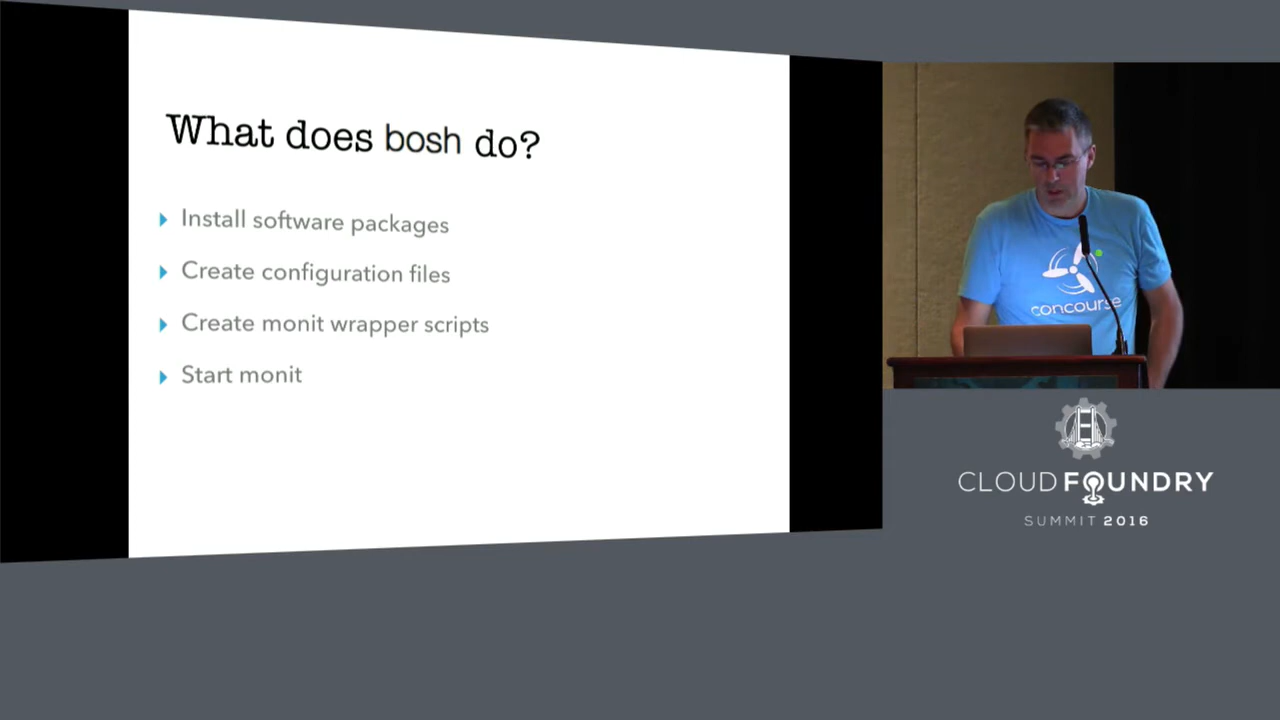 What does bosh do?
Install software packages
Create configuration files
Create monit wrapper scripts
Start monit
concourse
CLOUD FOUNDRY
SUMMIT 2016